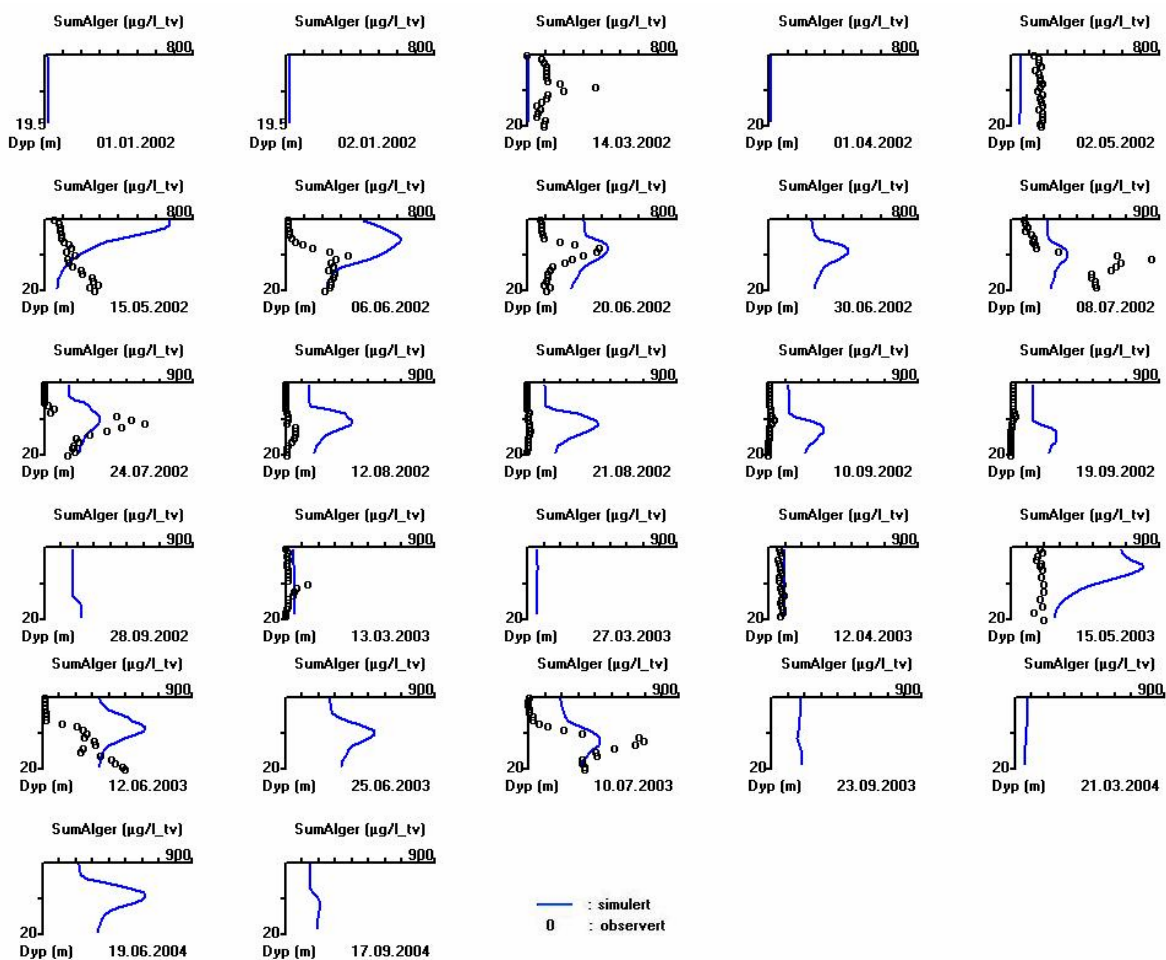 SumAlger (µg/l_tv) SumAlger (µg/l_tv) SumAlger (µg/l_tv) SumAlger (µg/l_tv) SumAlger (µg/l_tv)
800 800 800 800 800
19.5 19.5 20 20 20
Dyp (m) 01.01.2002 Dyp (m) 02.01.2002 Dyp (m) 14.03.2002 Dyp (m) 01.04.2002 Dyp (m) 02.05.2002
SumAlger (µg/l_tv) SumAlger (µg/l_tv) SumAlger (µg/l_tv) SumAlger (µg/l_tv) SumAlger (µg/l_tv)
800 800 800 800 900
20 20 20 20 20
Dyp (m) 15.05.2002 Dyp (m) 06.06.2002 Dyp (m) 20.06.2002 Dyp (m) 30.06.2002 Dyp (m) 08.07.2002
SumAlger (µg/l_tv) SumAlger (µg/l_tv) SumAlger (µg/l_tv) SumAlger (µg/l_tv) SumAlger (µg/l_tv)
900 900 900 900 900
20 20 20 20 20
Dyp (m) 24.07.2002 Dyp (m) 12.08.2002 Dyp (m) 21.08.2002 Dyp (m) 10.09.2002 Dyp (m) 19.09.2002
SumAlger (µg/l_tv) SumAlger (µg/l_tv) SumAlger (µg/l_tv) SumAlger (µg/l_tv) SumAlger (µg/l_tv)
900 900 900 900 900
20 20 20 20 20
Dyp (m) 28.09.2002 Dyp (m) 13.03.2003 Dyp (m) 27.03.2003 Dyp (m) 12.04.2003 Dyp (m) 15.05.2003
SumAlger (µg/l_tv) SumAlger (µg/l_tv) SumAlger (µg/l_tv) SumAlger (µg/l_tv) SumAlger (µg/l_tv)
900 900 900 900 900
20 20 20 20 20
Dyp (m) 12.06.2003 Dyp (m) 25.06.2003 Dyp (m) 10.07.2003 Dyp (m) 23.09.2003 Dyp (m) 21.03.2004
SumAlger (µg/l_tv) SumAlger (µg/l_tv)
900 900
20 20
Dyp (m) 19.06.2004 Dyp (m) 17.09.2004
: simulert
0 : observert